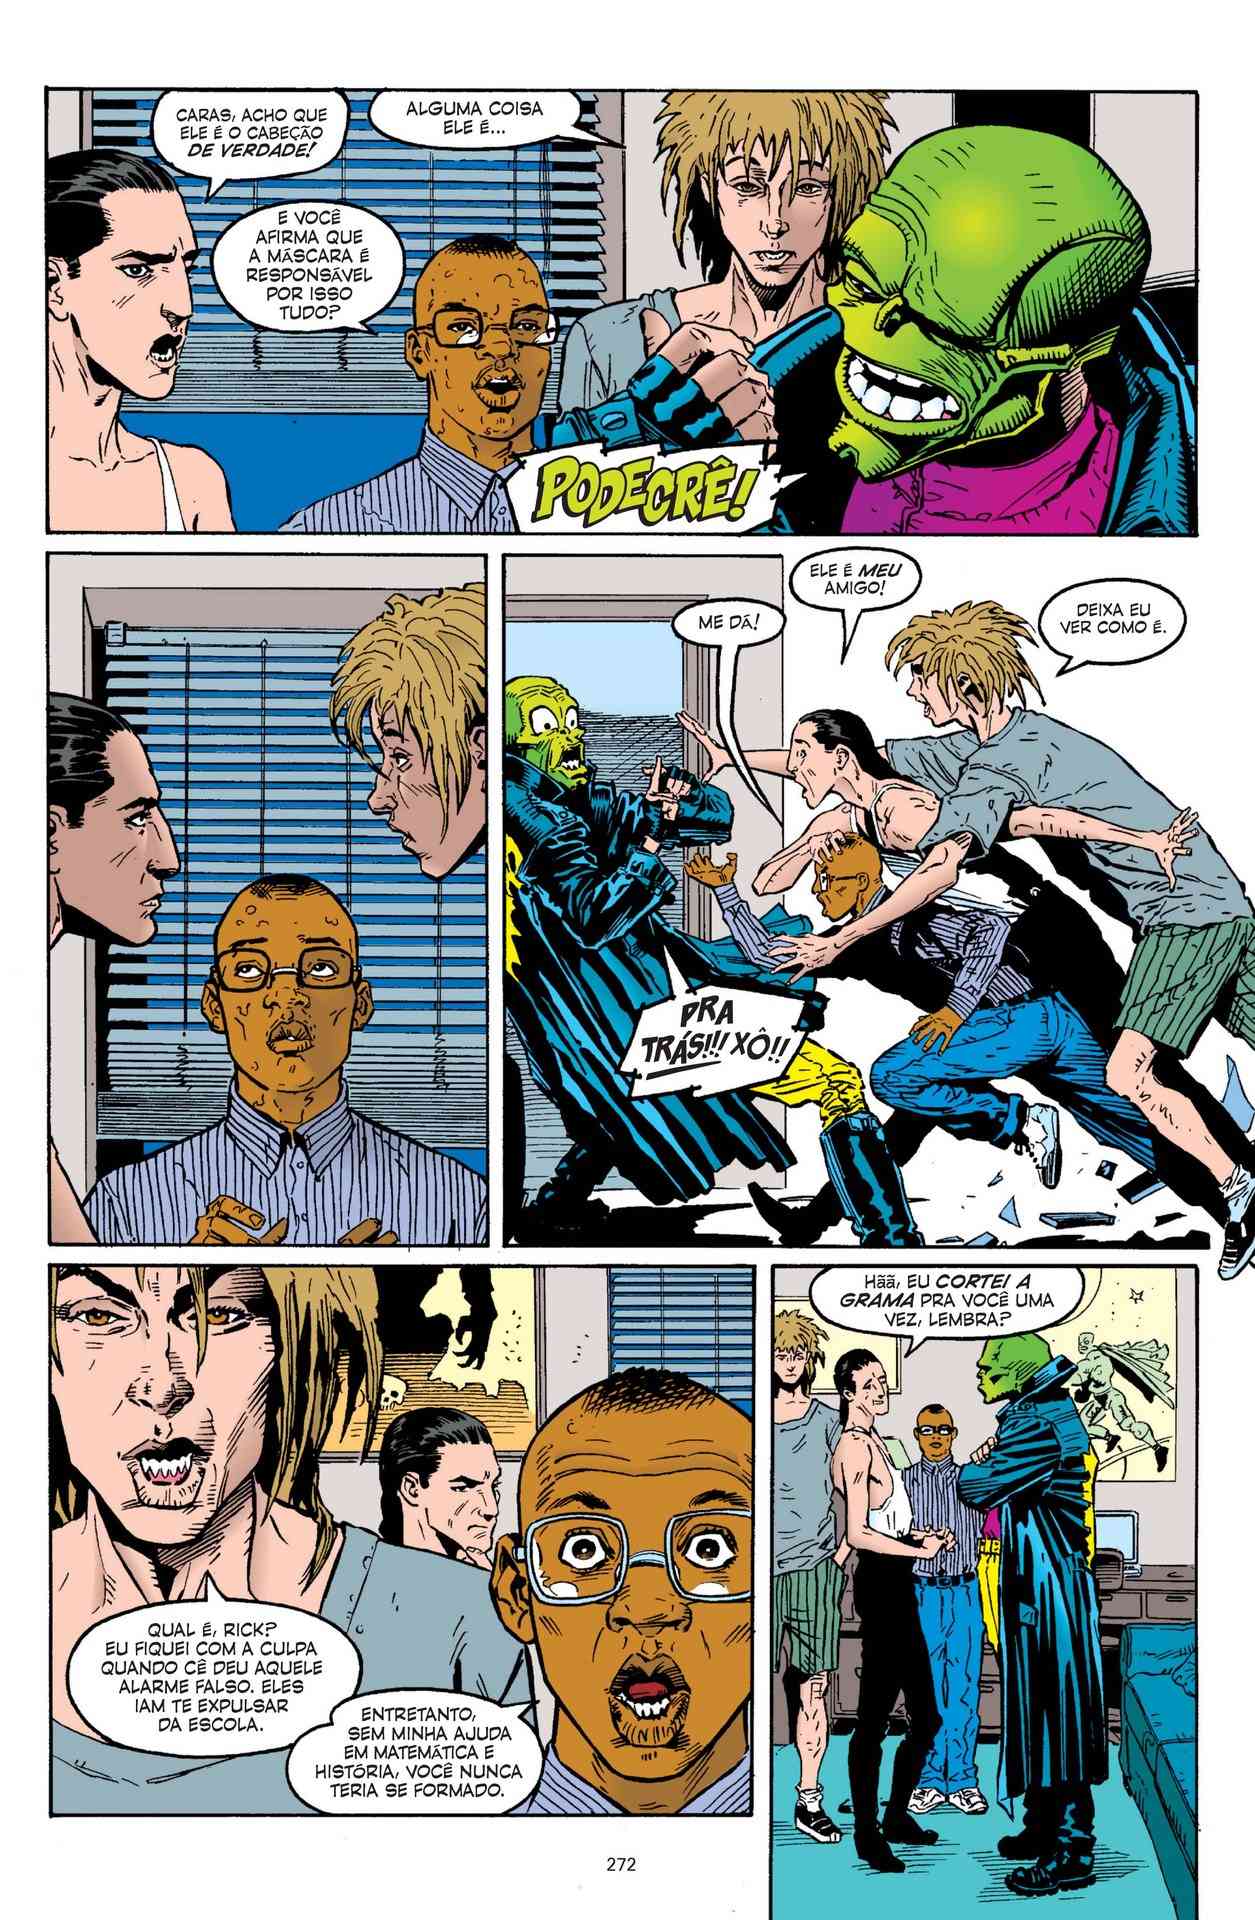 CARAS, ACHO QUE
ELE É O CABEÇÃO
DE VERDADE!
ALGUMA COISA
ELE É...
E VOCÊ
AFIRMA QUE
A MÁSCARA É
RESPONSÁVEL
POR ISSO
TUDO?
PODECRÊ!
ME DÁ!
ELE É MEU
AMIGO!
DEIXA EU
VER COMO É.
PRA
TRÁS!!! XÔ!!
QUAL É, RICK?
EU FIQUEI COM A CULPA
QUANDO CÊ DEU AQUELE
ALARME FALSO. ELES
IAM TE EXPULSAR
DA ESCOLA.
ENTRETANTO,
SEM MINHA AJUDA
EM MATEMÁTICA E
HISTÓRIA, VOCÊ NUNCA
TERIA SE FORMADO.
HÃÃ, EU CORTEI A
GRAMA PRA VOCÊ UMA
VEZ, LEMBRA?
272